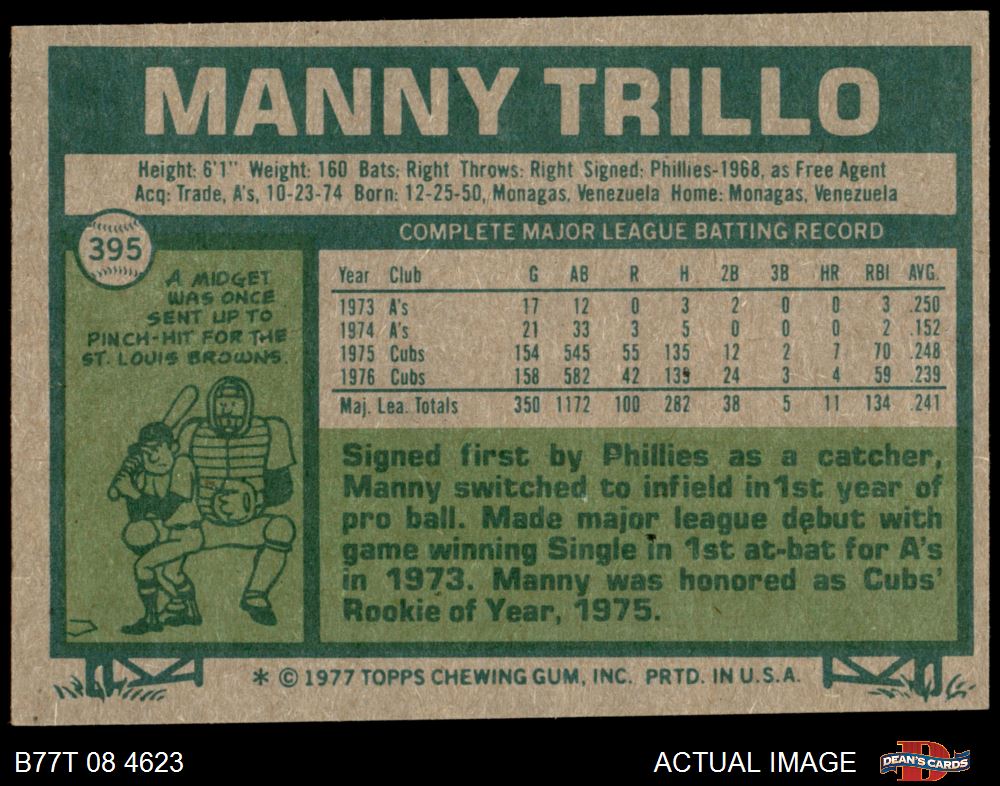 MANNY TRILLO
Height: 6'1" Weight: 160 Bats: Right Throws: Right Signed: Phillies-1968, as Free Agent
Acq: Trade, A's, 10-23-74 Born: 12-25-50, Monagas, Venezuela Home: Monagas, Venezuela
395
A MIDGET
WAS ONCE
SENT UP TO
PINCH-HIT FOR THE
ST. LOUIS BROWNS.
COMPLETE MAJOR LEAGUE BATTING RECORD
Year Club G AB R H 2B 3B HR RBI AVG.
1973 A's 17 12 0 3 2 0 0 3 .250
1974 A's 21 33 3 5 0 0 0 2 .152
1975 Cubs 154 545 55 135 12 2 7 70 .248
1976 Cubs 158 582 42 139 24 3 4 59 .239
Maj. Lea. Totals 350 1172 100 282 38 5 11 134 .241
Signed first by Phillies as a catcher,
Manny switched to infield in 1st year of
pro ball. Made major league debut with
game winning Single in 1st at-bat for A's
in 1973. Manny was honored as Cubs'
Rookie of Year, 1975.
* © 1977 TOPPS CHEWING GUM, INC. PRTD. IN U.S.A.
B77T 08 4623
ACTUAL IMAGE
D
DEAN'S CARDS